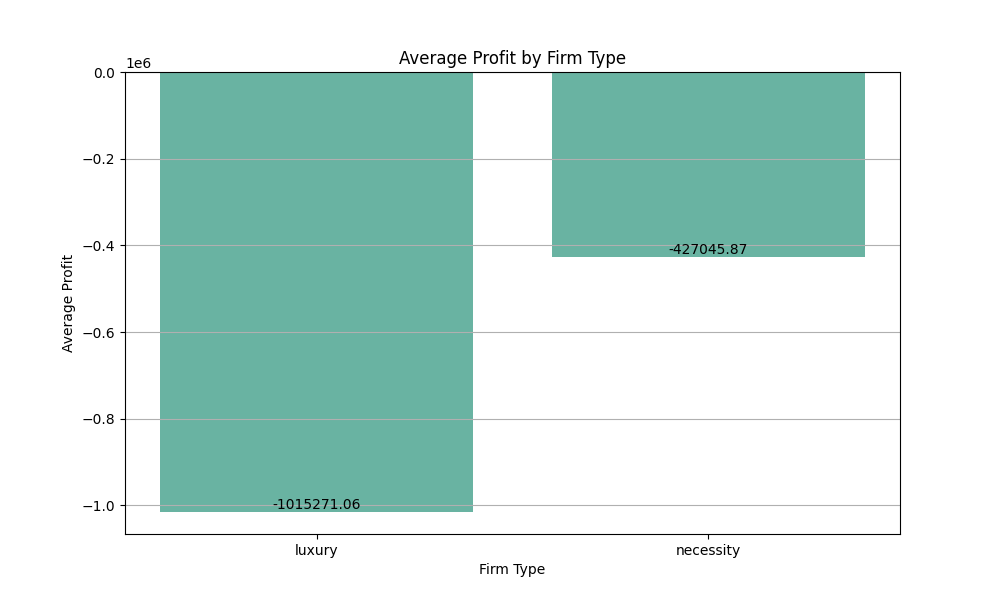 Average Profit by Firm Type
1e6
0.0
−0.2
−0.4
−0.6
−0.8
−1.0
Average Profit
-1015271.06
-427045.87
luxury
necessity
Firm Type